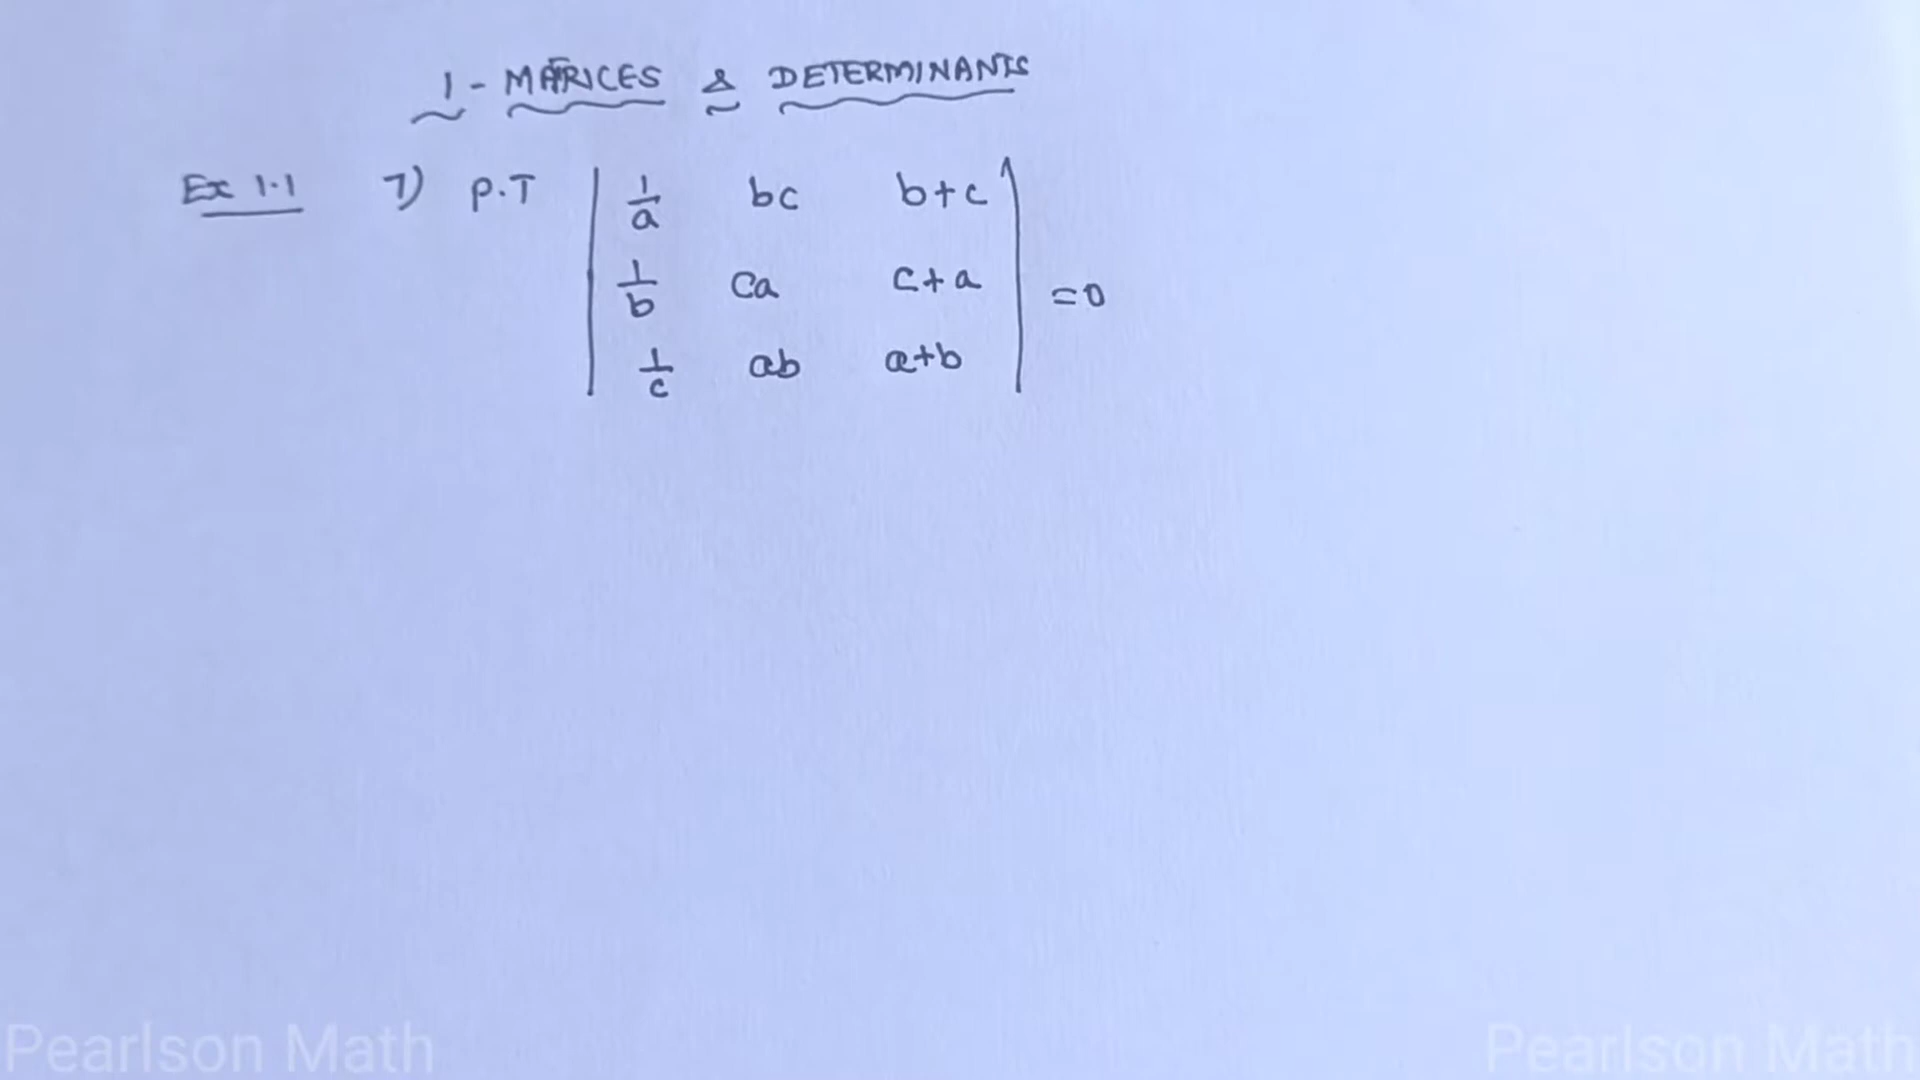 1 - MATRICES & DETERMINANTS
Ex 1.1 7) P.T | 1/a bc b+c |
| 1/b ca c+a | =0
| 1/c ab a+b |
Pearlson Math Pearlson Math